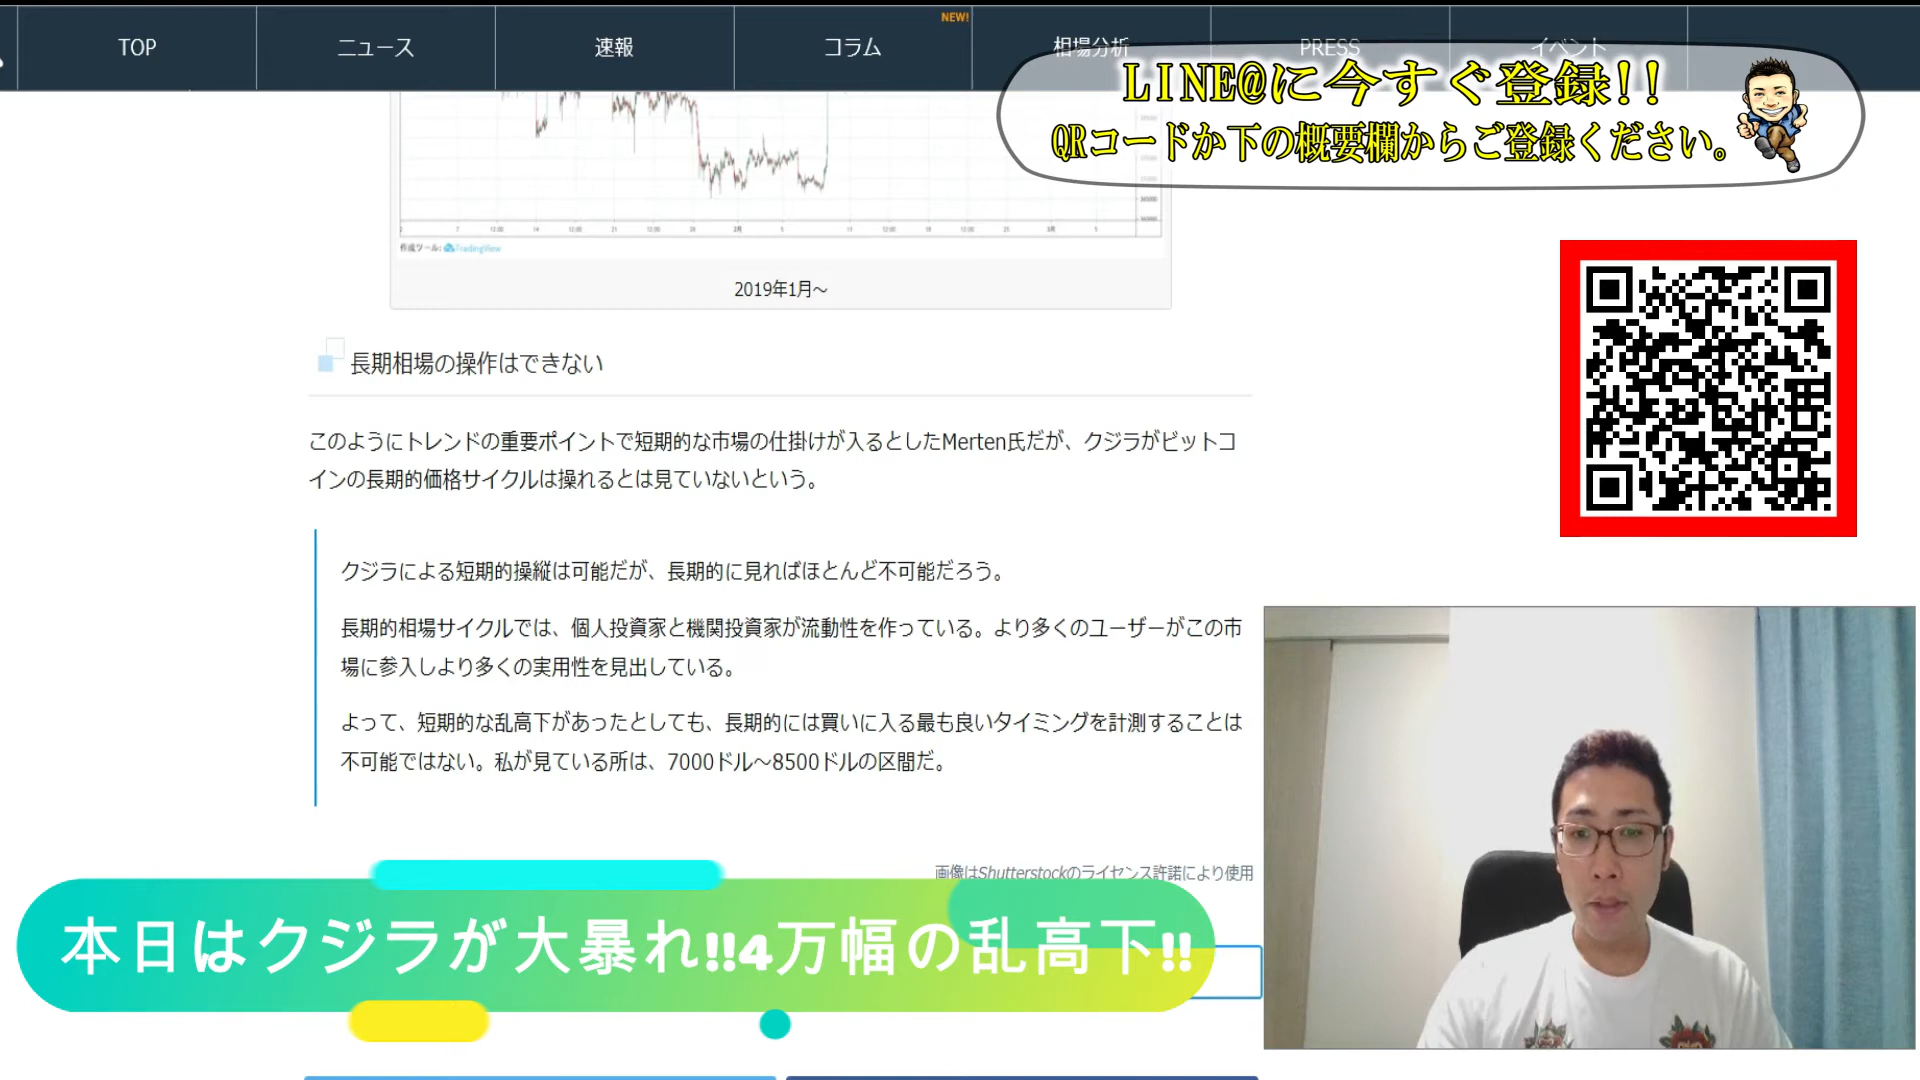 TOP
ニュース
速報
コラム
NEW!
相場分析
PRESS
イベント
LINE@に今すぐ登録!!
QRコードか下の概要欄からご登録ください。
作成ツール: TradingView
2019年1月～
長期相場の操作はできない
このようにトレンドの重要ポイントで短期的な市場の仕掛けが入るとしたMerten氏だが、クジラがビットコ
インの長期的価格サイクルは操れるとは見ていないという。
クジラによる短期的操縦は可能だが、長期的に見ればほとんど不可能だろう。
長期的相場サイクルでは、個人投資家と機関投資家が流動性を作っている。より多くのユーザーがこの市
場に参入しより多くの実用性を見出している。
よって、短期的な乱高下があったとしても、長期的には買いに入る最も良いタイミングを計測することは
不可能ではない。私が見ている所は、7000ドル～8500ドルの区間だ。
画像はShutterstockのライセンス許諾により使用
本日はクジラが大暴れ!!4万幅の乱高下!!